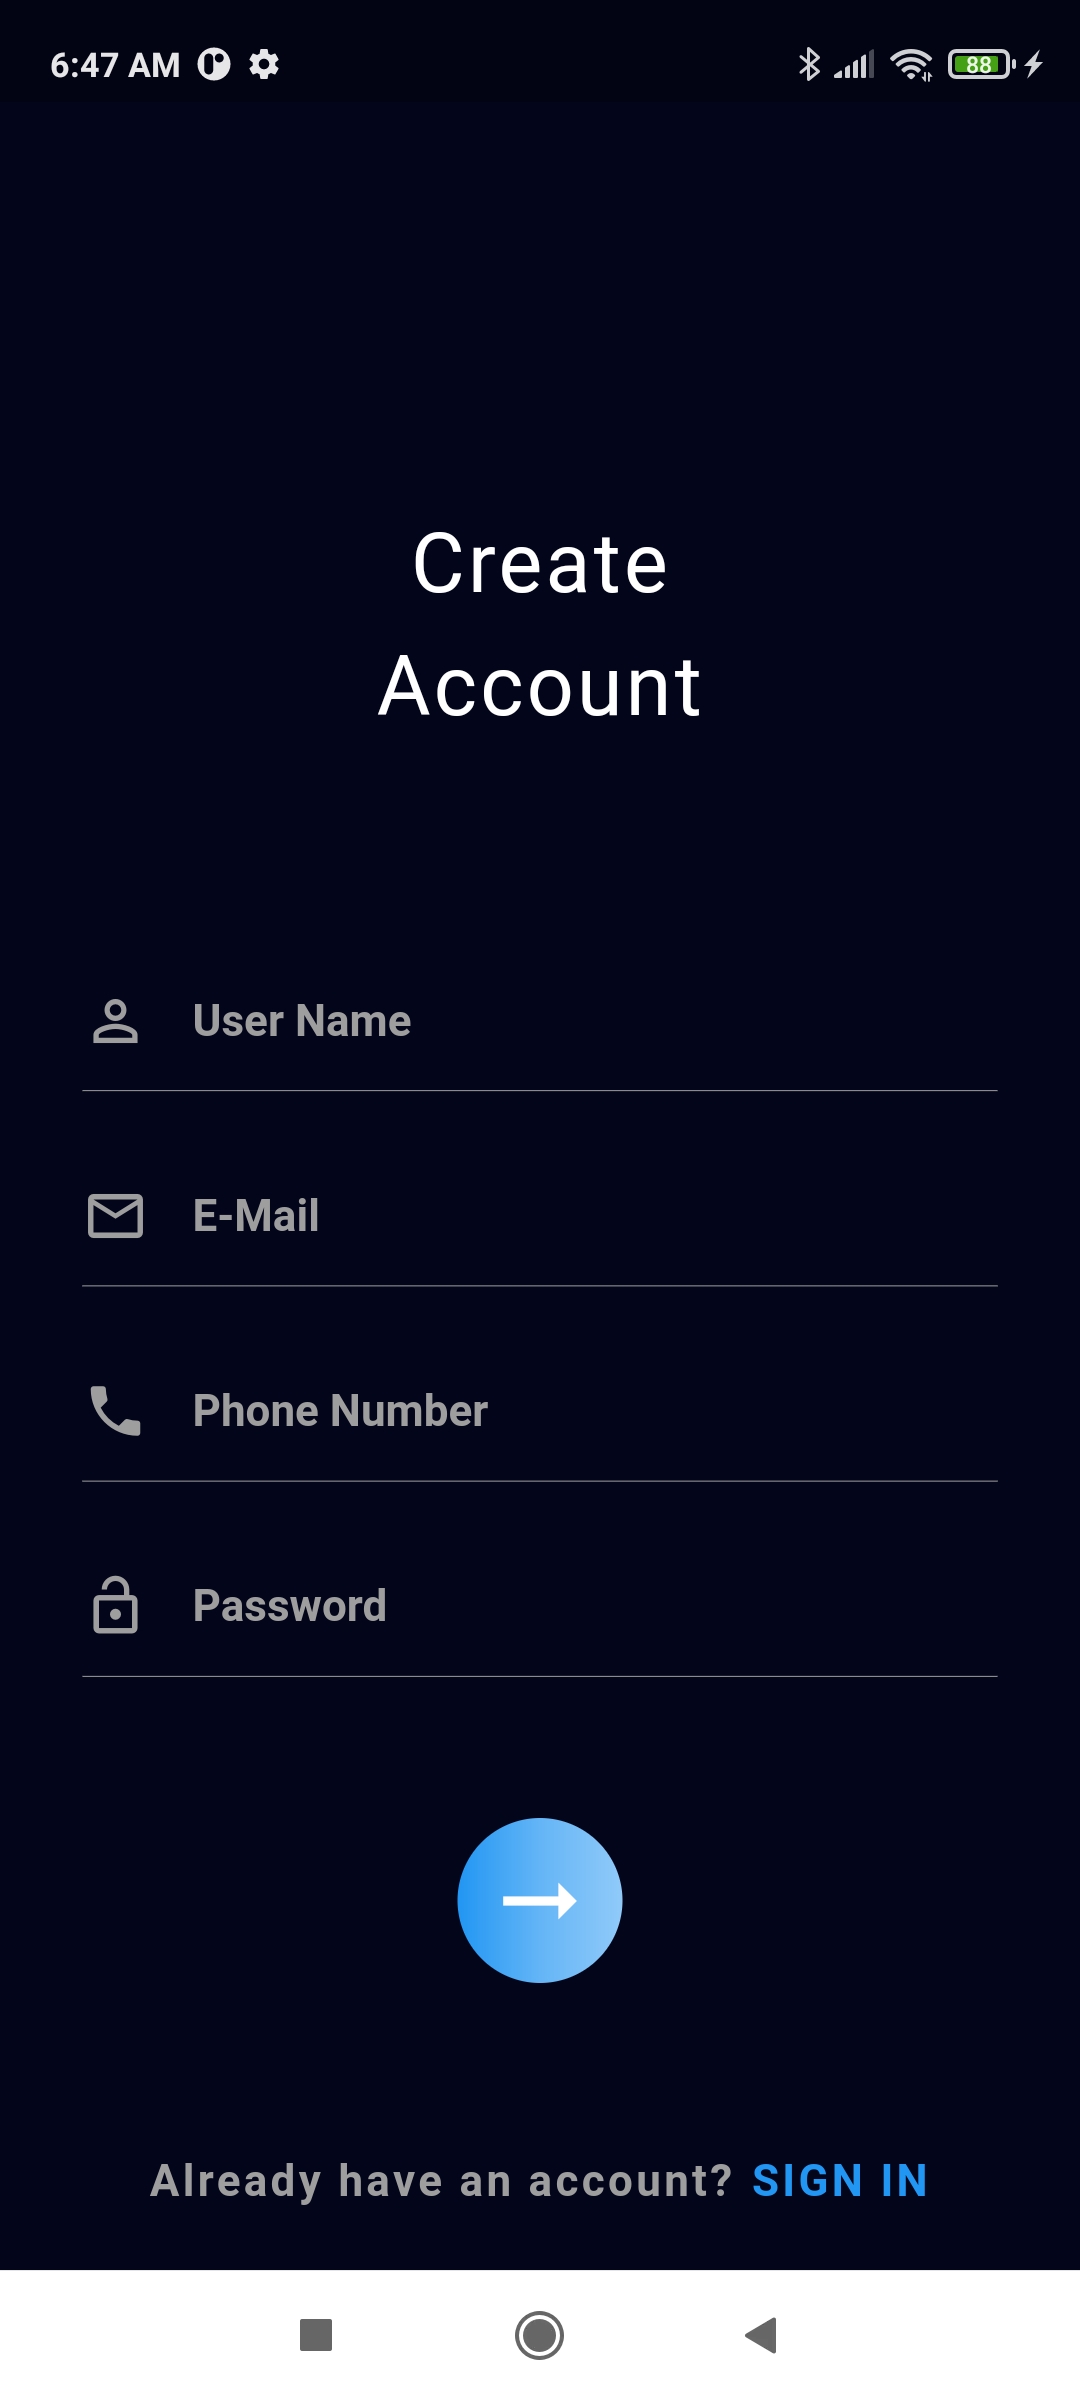 6:47 AM
88
Create
Account
User Name
E-Mail
Phone Number
Password
Already have an account? SIGN IN